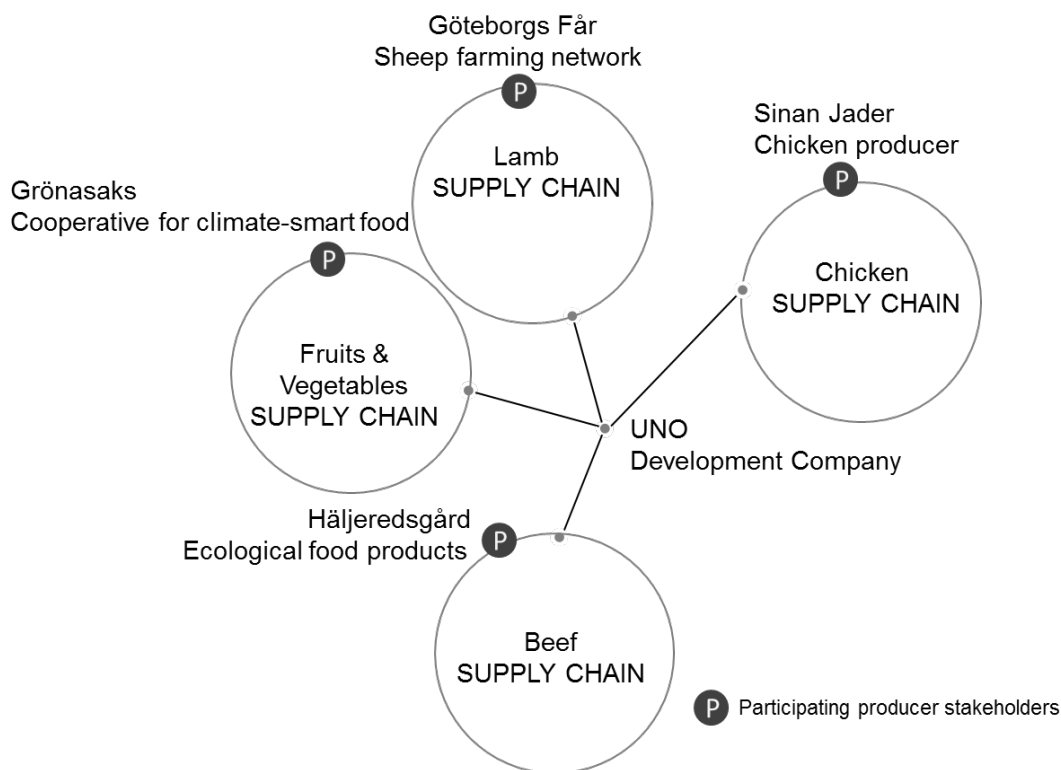 Göteborgs Får
Sheep farming network
P
Lamb
SUPPLY CHAIN
Sinan Jader
Chicken producer
P
Chicken
SUPPLY CHAIN
Grönasaks
Cooperative for climate-smart food
P
Fruits &
Vegetables
SUPPLY CHAIN
UNO
Development Company
Häljeredsgård
Ecological food products
P
Beef
SUPPLY CHAIN
P Participating producer stakeholders